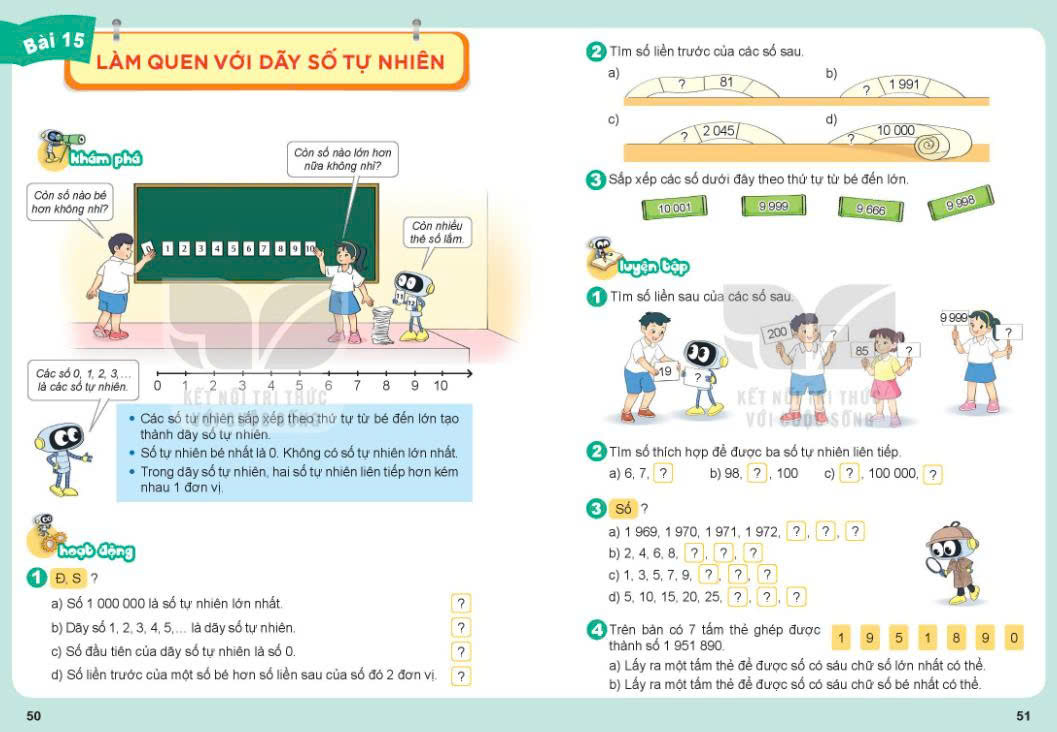 Bài 15
LÀM QUEN VỚI DÃY SỐ TỰ NHIÊN
khám phá
Còn số nào lớn hơn
nữa không nhỉ?
Còn số nào bé
hơn không nhỉ?
Còn nhiều
thẻ số lắm.
0 1 2 3 4 5 6 7 8 9 10
11 12
Các số 0, 1, 2, 3,...
là các số tự nhiên.
0 1 2 3 4 5 6 7 8 9 10
KẾT NỐI TRI THỨC
VỚI CUỘC SỐNG
• Các số tự nhiên sắp xếp theo thứ tự từ bé đến lớn tạo
thành dãy số tự nhiên.
• Số tự nhiên bé nhất là 0. Không có số tự nhiên lớn nhất.
• Trong dãy số tự nhiên, hai số tự nhiên liên tiếp hơn kém
nhau 1 đơn vị.
hoạt động
1 Đ, S ?
a) Số 1 000 000 là số tự nhiên lớn nhất. ?
b) Dãy số 1, 2, 3, 4, 5,... là dãy số tự nhiên. ?
c) Số đầu tiên của dãy số tự nhiên là số 0. ?
d) Số liền trước của một số bé hơn số liền sau của số đó 2 đơn vị. ?
50
2 Tìm số liền trước của các số sau.
a) ? 81 b) ? 1 991
c) ? 2 045 d) ? 10 000
3 Sắp xếp các số dưới đây theo thứ tự từ bé đến lớn.
10 001 9 999 9 666 9 998
luyện tập
1 Tìm số liền sau của các số sau.
19 ? 200 ? 85 ? 9 999 ?
KẾT NỐI TRI THỨC
VỚI CUỘC SỐNG
2 Tìm số thích hợp để được ba số tự nhiên liên tiếp.
a) 6, 7, ? b) 98, ? , 100 c) ? , 100 000, ?
3 Số ?
a) 1 969, 1 970, 1 971, 1 972, ? , ? , ?
b) 2, 4, 6, 8, ? , ? , ?
c) 1, 3, 5, 7, 9, ? , ? , ?
d) 5, 10, 15, 20, 25, ? , ? , ?
4 Trên bàn có 7 tấm thẻ ghép được
thành số 1 951 890.
1 9 5 1 8 9 0
a) Lấy ra một tấm thẻ để được số có sáu chữ số lớn nhất có thể.
b) Lấy ra một tấm thẻ để được số có sáu chữ số bé nhất có thể.
51